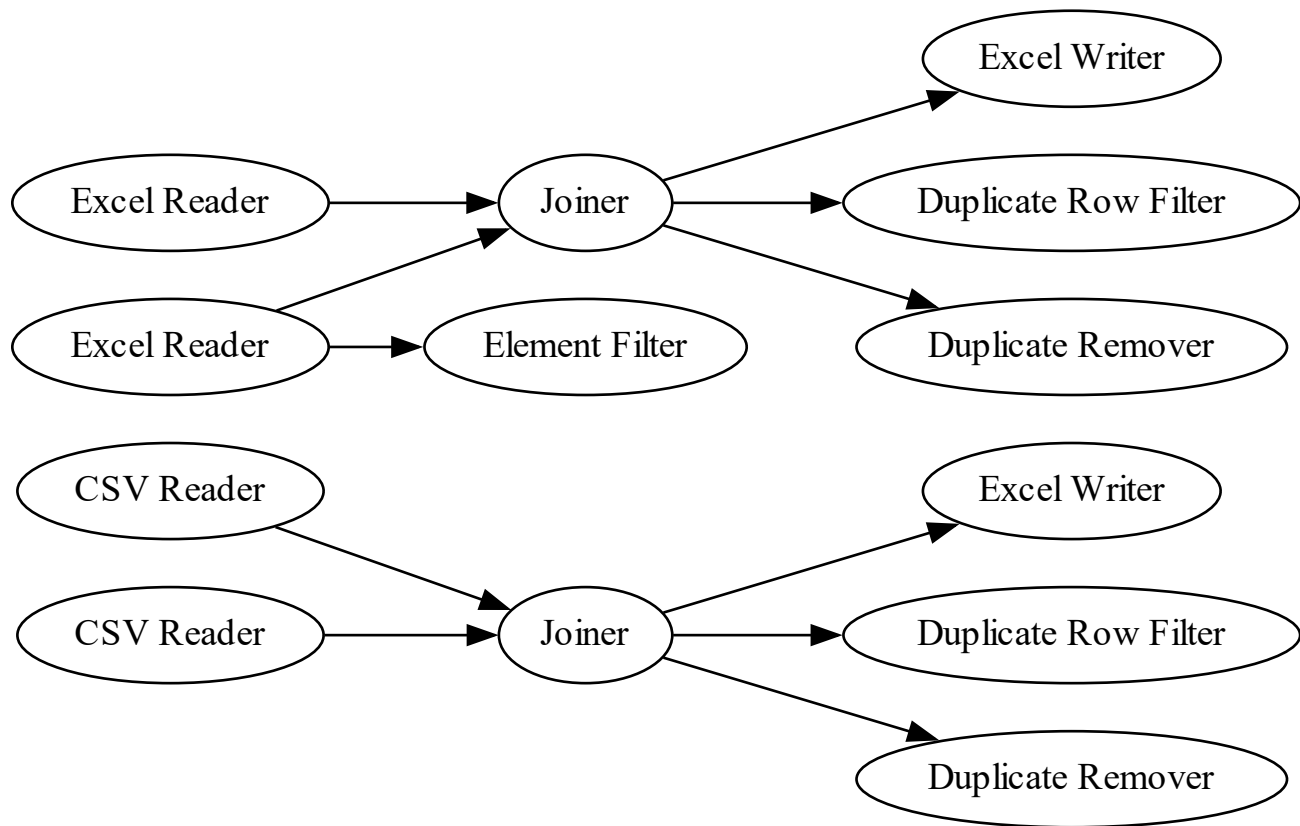 Excel Writer
Excel Reader
Joiner
Duplicate Row Filter
Excel Reader
Element Filter
Duplicate Remover
CSV Reader
Excel Writer
CSV Reader
Joiner
Duplicate Row Filter
Duplicate Remover